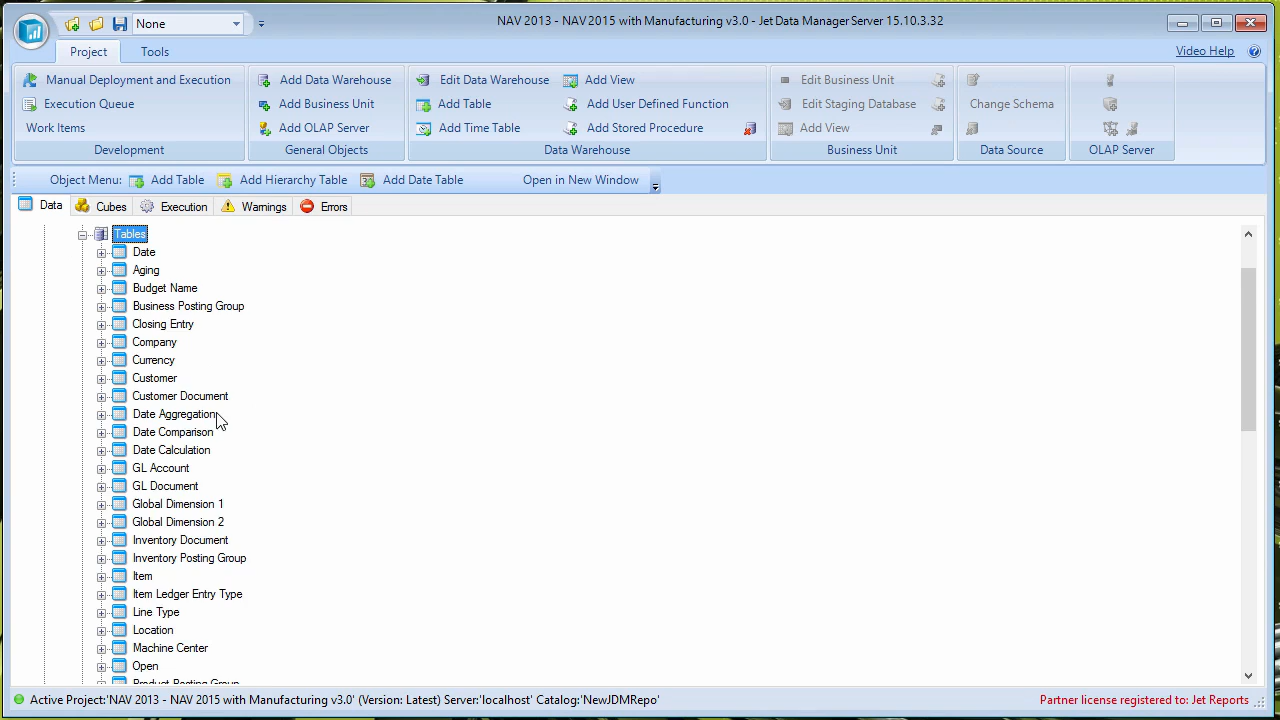 None
NAV 2013 - NAV 2015 with Manufacturing v3.0 - Jet Data Manager Server 15.10.3.32
Project
Tools
Video Help
Manual Deployment and Execution
Execution Queue
Work Items
Development
Add Data Warehouse
Add Business Unit
Add OLAP Server
General Objects
Edit Data Warehouse
Add Table
Add Time Table
Add View
Add User Defined Function
Add Stored Procedure
Data Warehouse
Edit Business Unit
Edit Staging Database
Add View
Business Unit
Change Schema
Data Source
OLAP Server
Object Menu: Add Table Add Hierarchy Table Add Date Table Open in New Window
Data Cubes Execution Warnings Errors
Tables
Date
Aging
Budget Name
Business Posting Group
Closing Entry
Company
Currency
Customer
Customer Document
Date Aggregation
Date Comparison
Date Calculation
GL Account
GL Document
Global Dimension 1
Global Dimension 2
Inventory Document
Inventory Posting Group
Item
Item Ledger Entry Type
Line Type
Location
Machine Center
Open
Product Posting Group
Active Project:'NAV 2013 - NAV 2015 with Manufacturing v3.0' (Version: Latest) Server:'localhost' Catalog:'NewJDMRepo'
Partner license registered to: Jet Reports